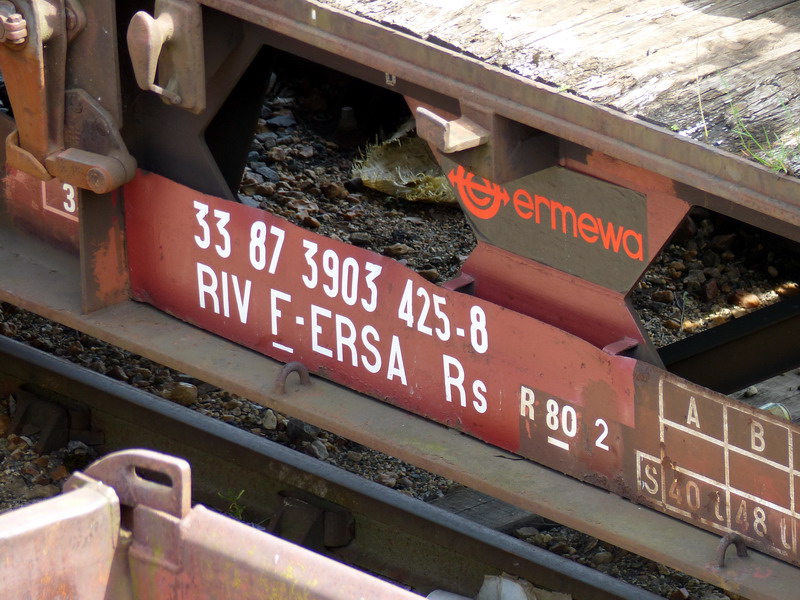 3
33 87 3903 425-8
RIV F-ERSA Rs
ermewa
R 80 2
A B
S 40 t 48 t